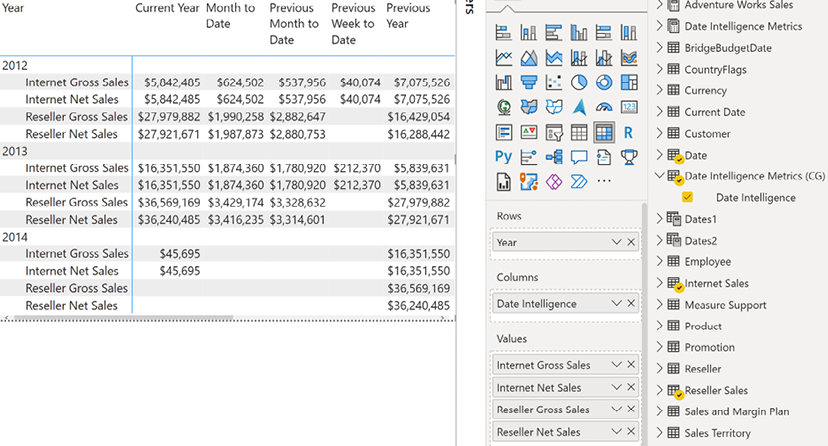 Year Current Year Month to Date Previous Month to Date Previous Week to Date Previous Year
2012
Internet Gross Sales $5,842,485 $624,502 $537,956 $40,074 $7,075,526
Internet Net Sales $5,842,485 $624,502 $537,956 $40,074 $7,075,526
Reseller Gross Sales $27,979,882 $1,990,258 $2,882,647 $16,429,054
Reseller Net Sales $27,921,671 $1,987,873 $2,880,753 $16,288,442
2013
Internet Gross Sales $16,351,550 $1,874,360 $1,780,920 $212,370 $5,839,631
Internet Net Sales $16,351,550 $1,874,360 $1,780,920 $212,370 $5,839,631
Reseller Gross Sales $36,569,169 $3,429,174 $3,328,632 $27,979,882
Reseller Net Sales $36,240,485 $3,416,235 $3,314,601 $27,921,671
2014
Internet Gross Sales $45,695 $16,351,550
Internet Net Sales $45,695 $16,351,550
Reseller Gross Sales $36,569,169
Reseller Net Sales $36,240,485
123
R
Py
Rows
Year
Columns
Date Intelligence
Values
Internet Gross Sales
Internet Net Sales
Reseller Gross Sales
Reseller Net Sales
Adventure Works Sales
Date Intelligence Metrics
BridgeBudgetDate
CountryFlags
Currency
Current Date
Customer
Date
Date Intelligence Metrics (CG)
Date Intelligence
Dates1
Dates2
Employee
Internet Sales
Measure Support
Product
Promotion
Reseller
Reseller Sales
Sales and Margin Plan
Sales Territory